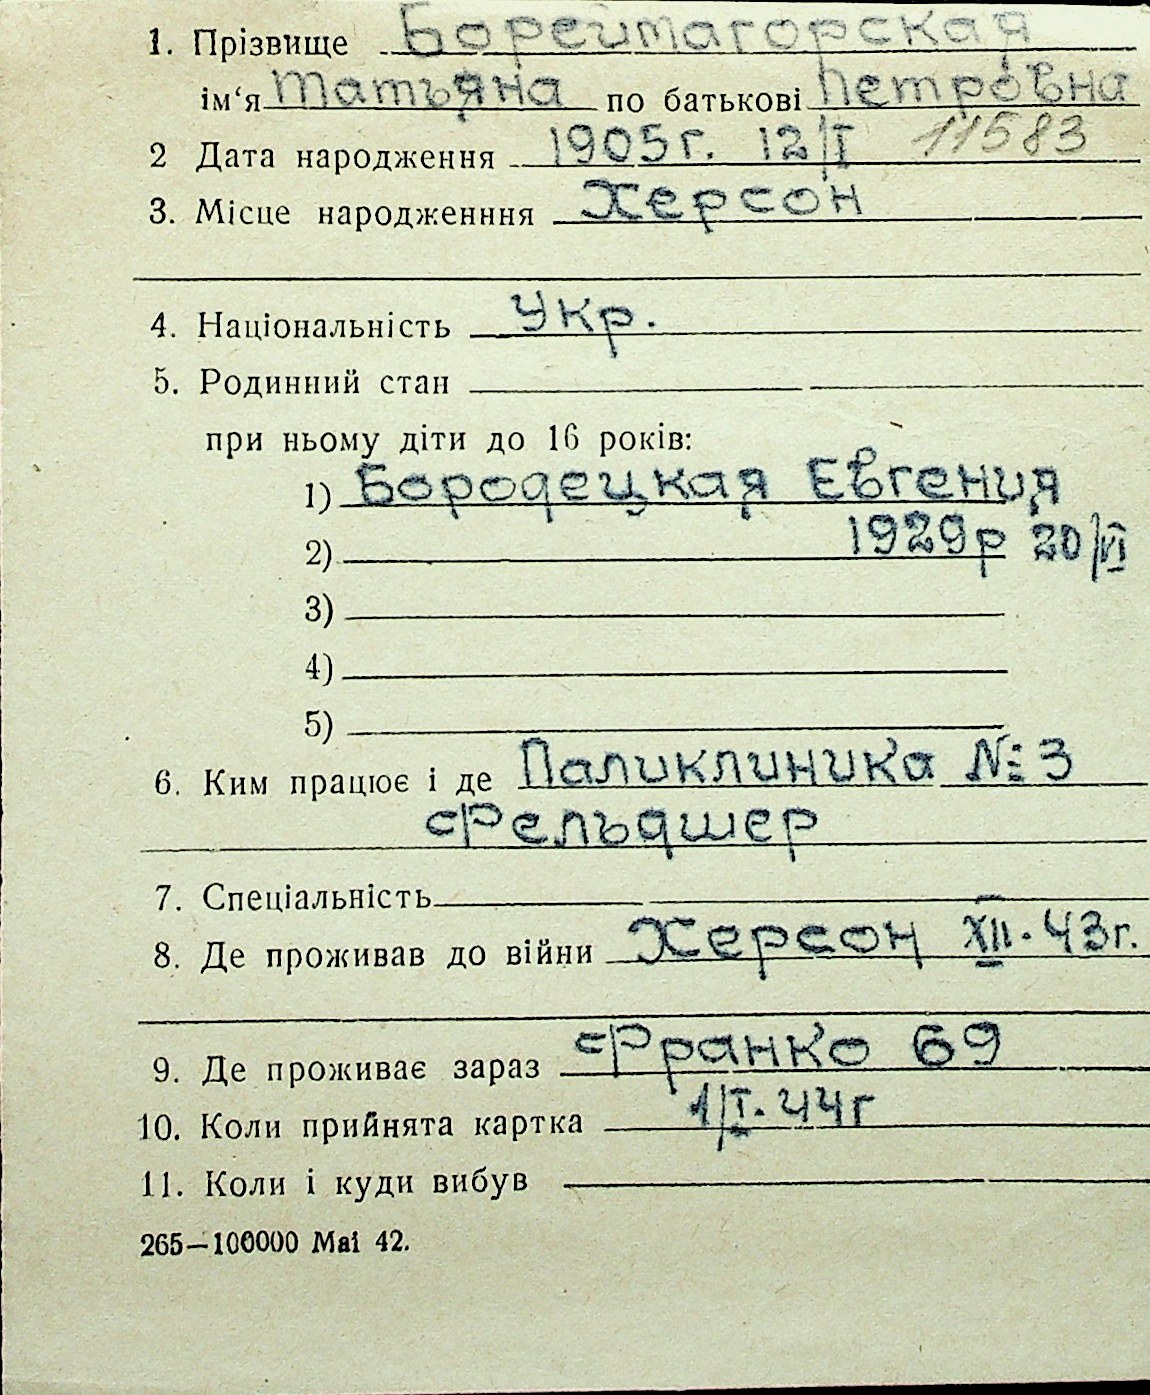 1. Прізвище Бореймагорская
ім‘я Татьяна по батькові Петровна
2 Дата народження 1905г. 12/I 11583
3. Місце народженння Херсон
4. Національність Укр.
5. Родинний стан
при ньому діти до 16 років:
1) Бородецкая Евгения
2) 1929р 20/VI
3)
4)
5)
6. Ким працює і де Паликлиника №3
Фельдшер
7. Спеціальність
8. Де проживав до війни Херсон XII. 43г.
9. Де проживає зараз Франко 69
10. Коли прийнята картка 1/I. 44г
11. Коли і куди вибув
265—100000 Mai 42.